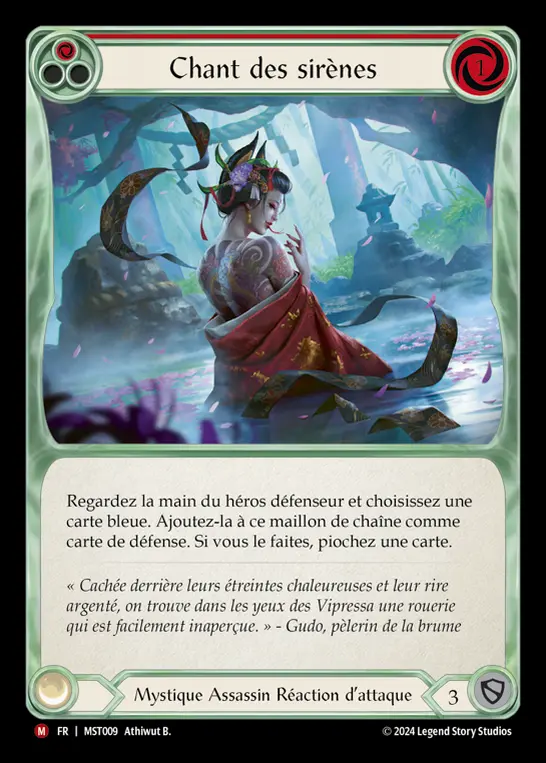 Chant des sirènes
1
Regardez la main du héros défenseur et choisissez une
carte bleue. Ajoutez-la à ce maillon de chaîne comme
carte de défense. Si vous le faites, piochez une carte.
« Cachée derrière leurs étreintes chaleureuses et leur rire
argenté, on trouve dans les yeux des Vipressa une rouerie
qui est facilement inaperçue. » - Gudo, pèlerin de la brume
Mystique Assassin Réaction d'attaque
3
M FR | MST009 Athiwut B.
© 2024 Legend Story Studios